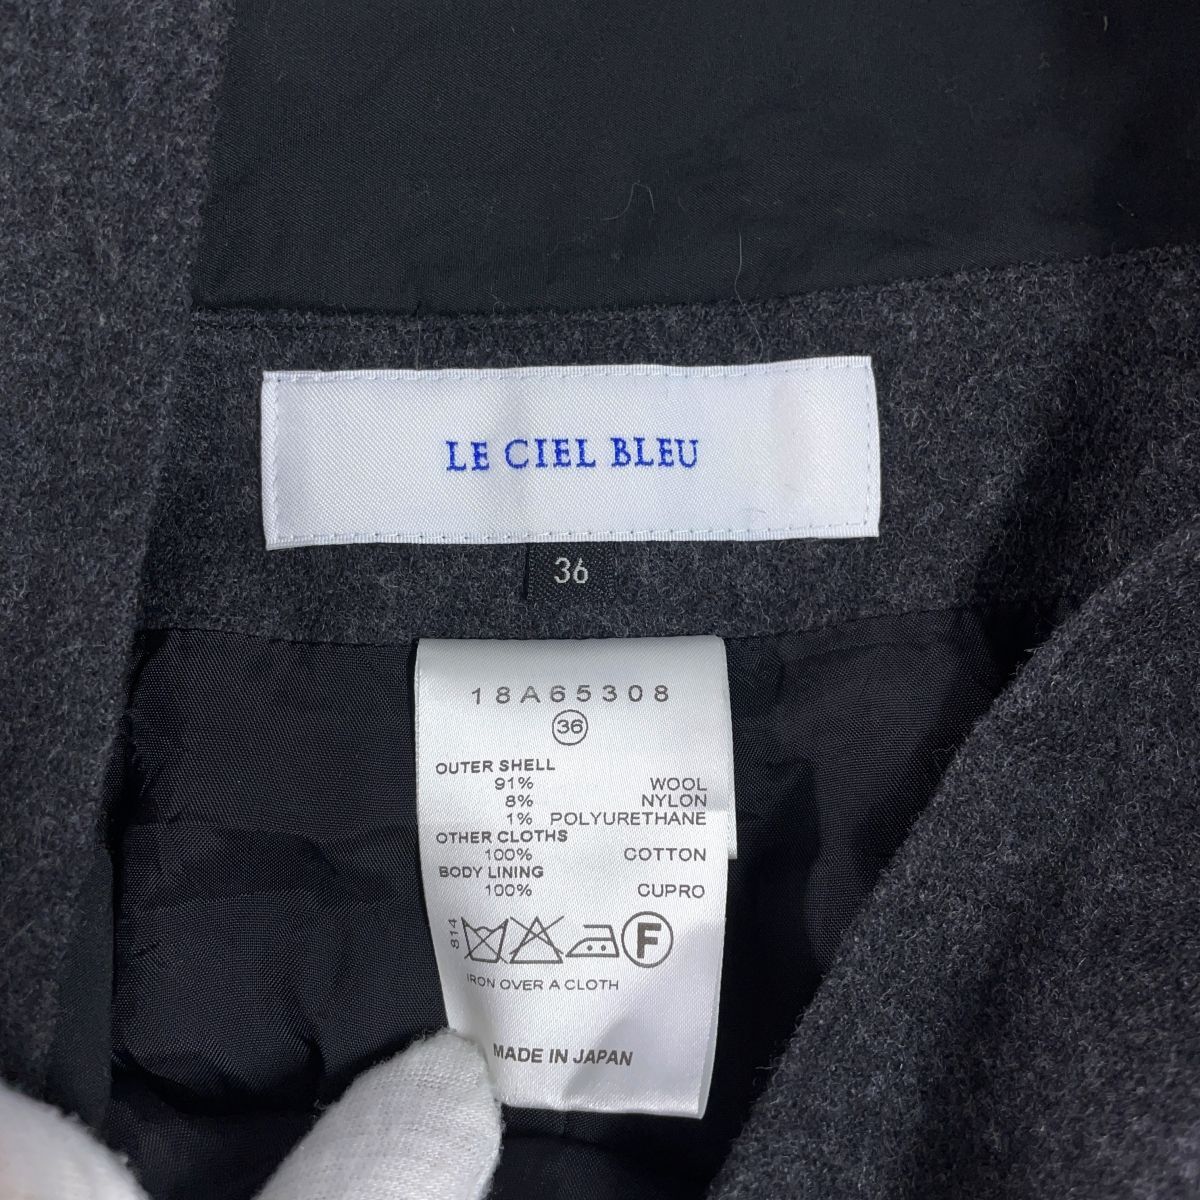 LE CIEL BLEU
36
18A65308
36
OUTER SHELL
91% WOOL
8% NYLON
1% POLYURETHANE
OTHER CLOTHS
100% COTTON
BODY LINING
100% CUPRO
814
F
IRON OVER A CLOTH
MADE IN JAPAN